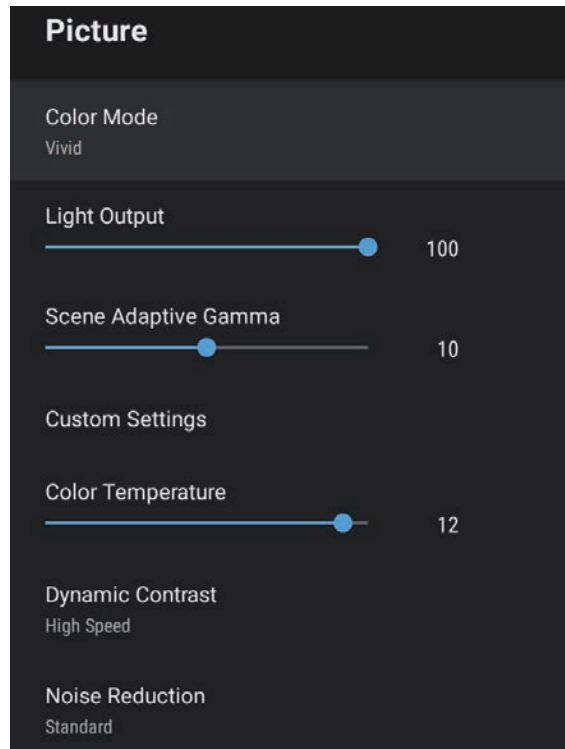 Picture
Color Mode
Vivid
Light Output
100
Scene Adaptive Gamma
10
Custom Settings
Color Temperature
12
Dynamic Contrast
High Speed
Noise Reduction
Standard